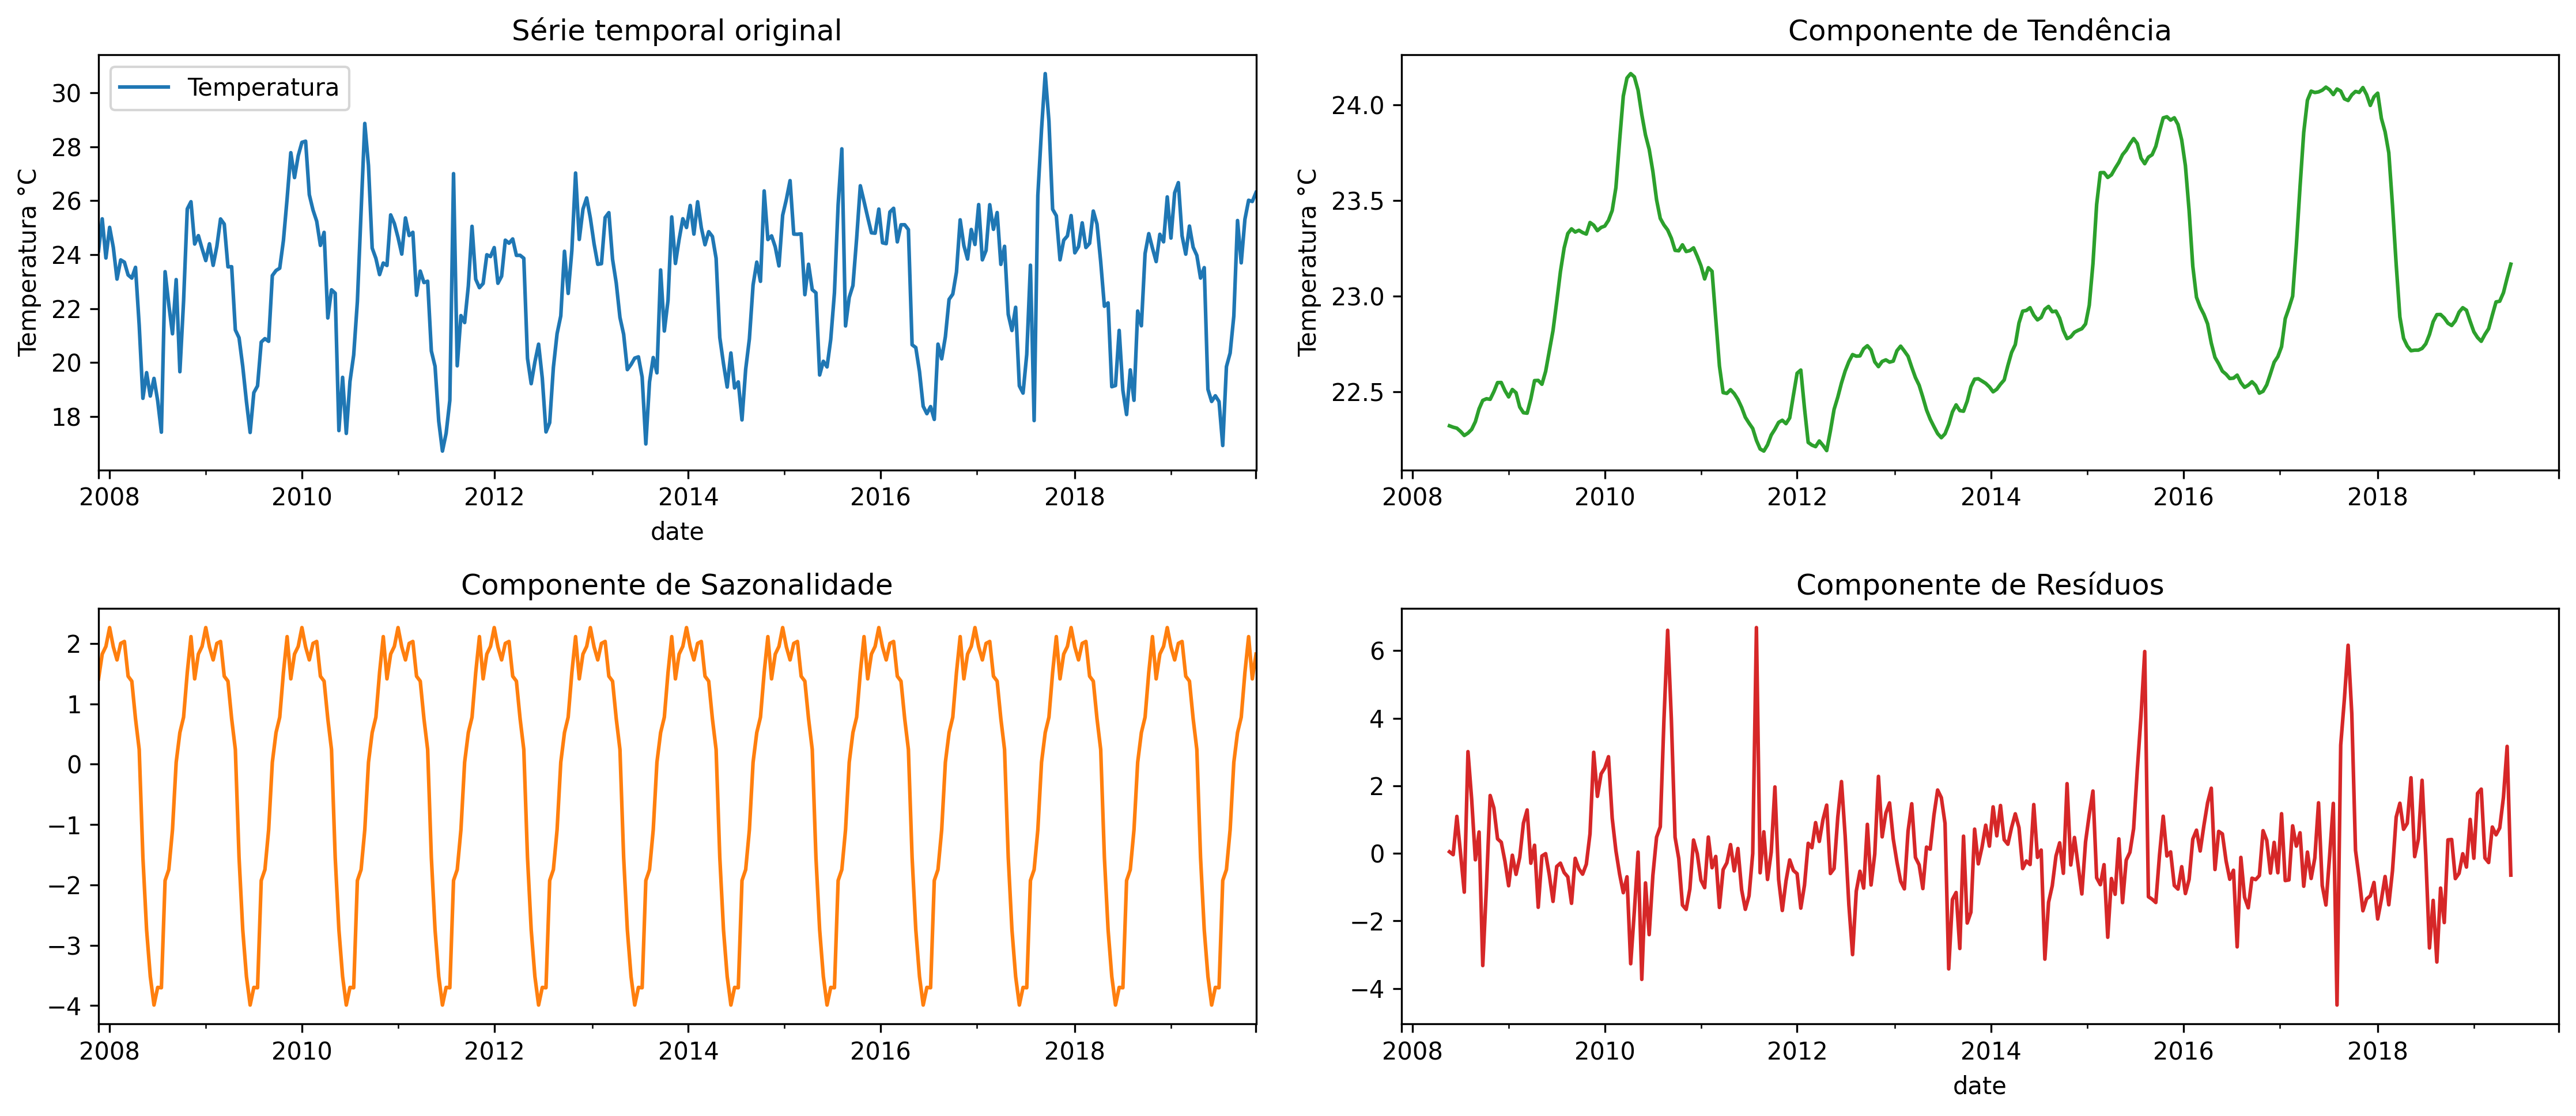 Série temporal original
Temperatura
Temperatura °C
30
28
26
24
22
20
18
2008 2010 2012 2014 2016 2018
date
Componente de Tendência
Temperatura °C
24.0
23.5
23.0
22.5
2008 2010 2012 2014 2016 2018
Componente de Sazonalidade
2
1
0
−1
−2
−3
−4
2008 2010 2012 2014 2016 2018
Componente de Resíduos
6
4
2
0
−2
−4
2008 2010 2012 2014 2016 2018
date